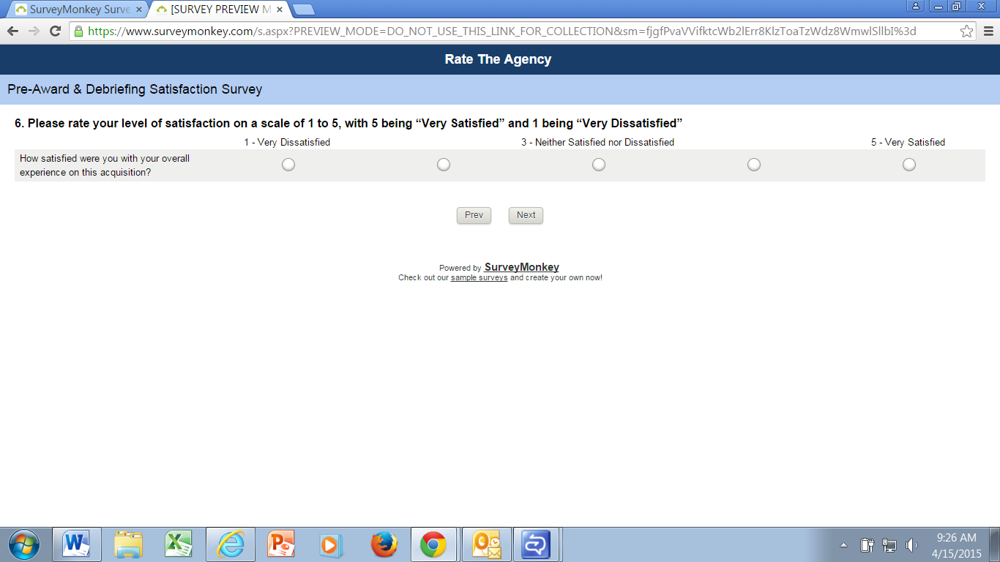 SurveyMonkey Surve
[SURVEY PREVIEW M
https://www.surveymonkey.com/s.aspx?PREVIEW_MODE=DO_NOT_USE_THIS_LINK_FOR_COLLECTION&sm=fjgfPvaVVifktcWb2lErr8KlzToaTzWdz8WmwlSllbI%3d
Rate The Agency
Pre-Award & Debriefing Satisfaction Survey
6. Please rate your level of satisfaction on a scale of 1 to 5, with 5 being “Very Satisfied” and 1 being “Very Dissatisfied”
1 - Very Dissatisfied 3 - Neither Satisfied nor Dissatisfied 5 - Very Satisfied
How satisfied were you with your overall
experience on this acquisition?
Prev Next
Powered by SurveyMonkey
Check out our sample surveys and create your own now!
9:26 AM
4/15/2015